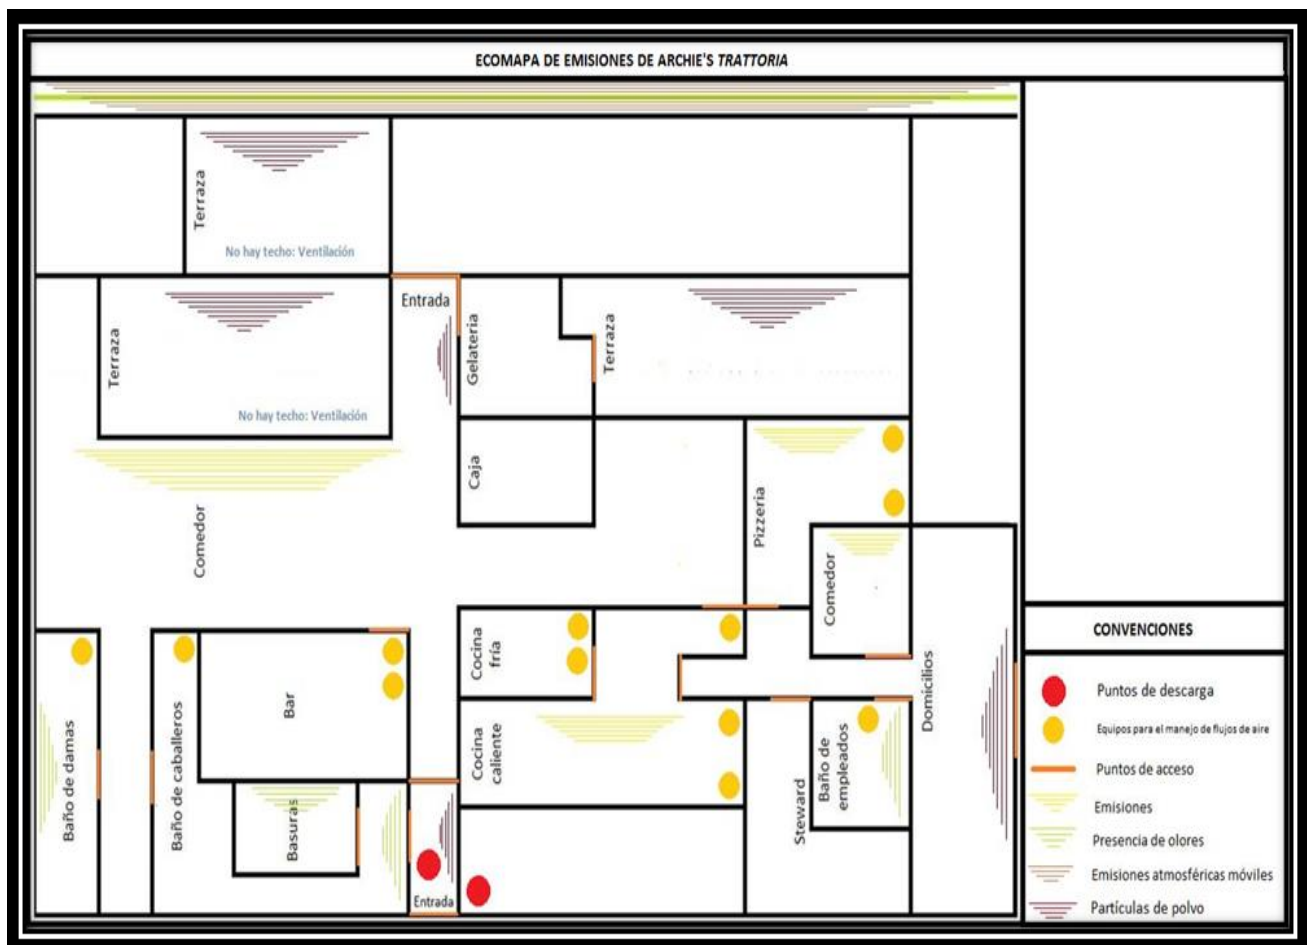 ECOMAPA DE EMISIONES DE ARCHIE'S TRATTORIA
Terraza
No hay techo: Ventilación
Entrada
Terraza
Gelateria
Terraza
No hay techo: Ventilación
Caja
Comedor
Pizzeria
Comedor
Cocina
fría
Bar
Domicilios
Baño de damas
Baño de caballeros
Cocina
caliente
Basuras
Steward
Baño de
empleados
Entrada
CONVENCIONES
Puntos de descarga
Equipos para el manejo de flujos de aire
Puntos de acceso
Emisiones
Presencia de olores
Emisiones atmosféricas móviles
Partículas de polvo